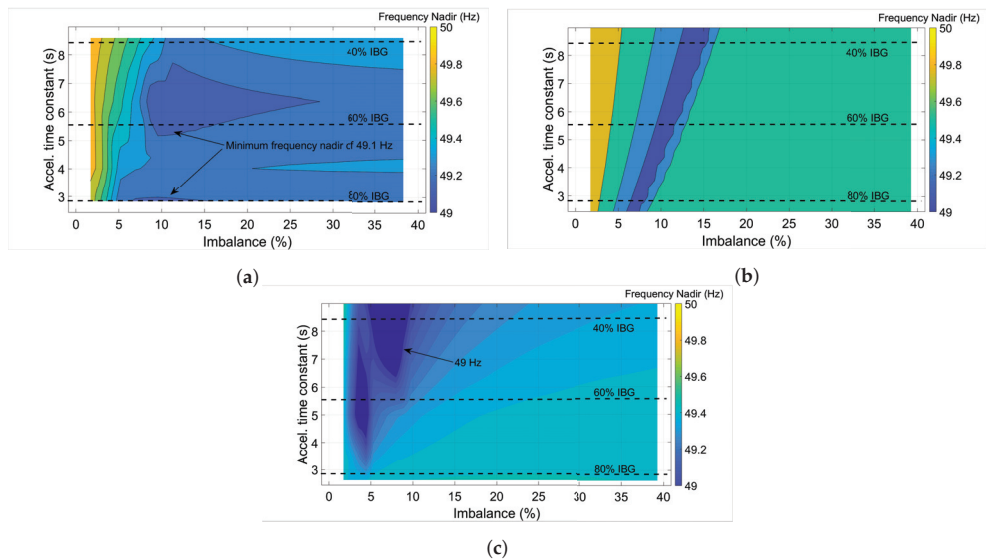 Frequency Nadir (Hz)
50
49.8
49.6
49.4
49.2
49
Accel. time constant (s)
8
7
6
5
4
3
40% IBG
60% IBG
Minimum frequency nadir of 49.1 Hz
80% IBG
0 5 10 15 20 25 30 35 40
Imbalance (%)
(a)
Frequency Nadir (Hz)
50
49.8
49.6
49.4
49.2
49
Accel. time constant (s)
8
7
6
5
4
3
40% IBG
60% IBG
80% IBG
0 5 10 15 20 25 30 35 40
Imbalance (%)
(b)
Frequency Nadir (Hz)
50
49.8
49.6
49.4
49.2
49
Accel. time constant (s)
8
7
6
5
4
3
40% IBG
49 Hz
60% IBG
80% IBG
0 5 10 15 20 25 30 35 40
Imbalance (%)
(c)